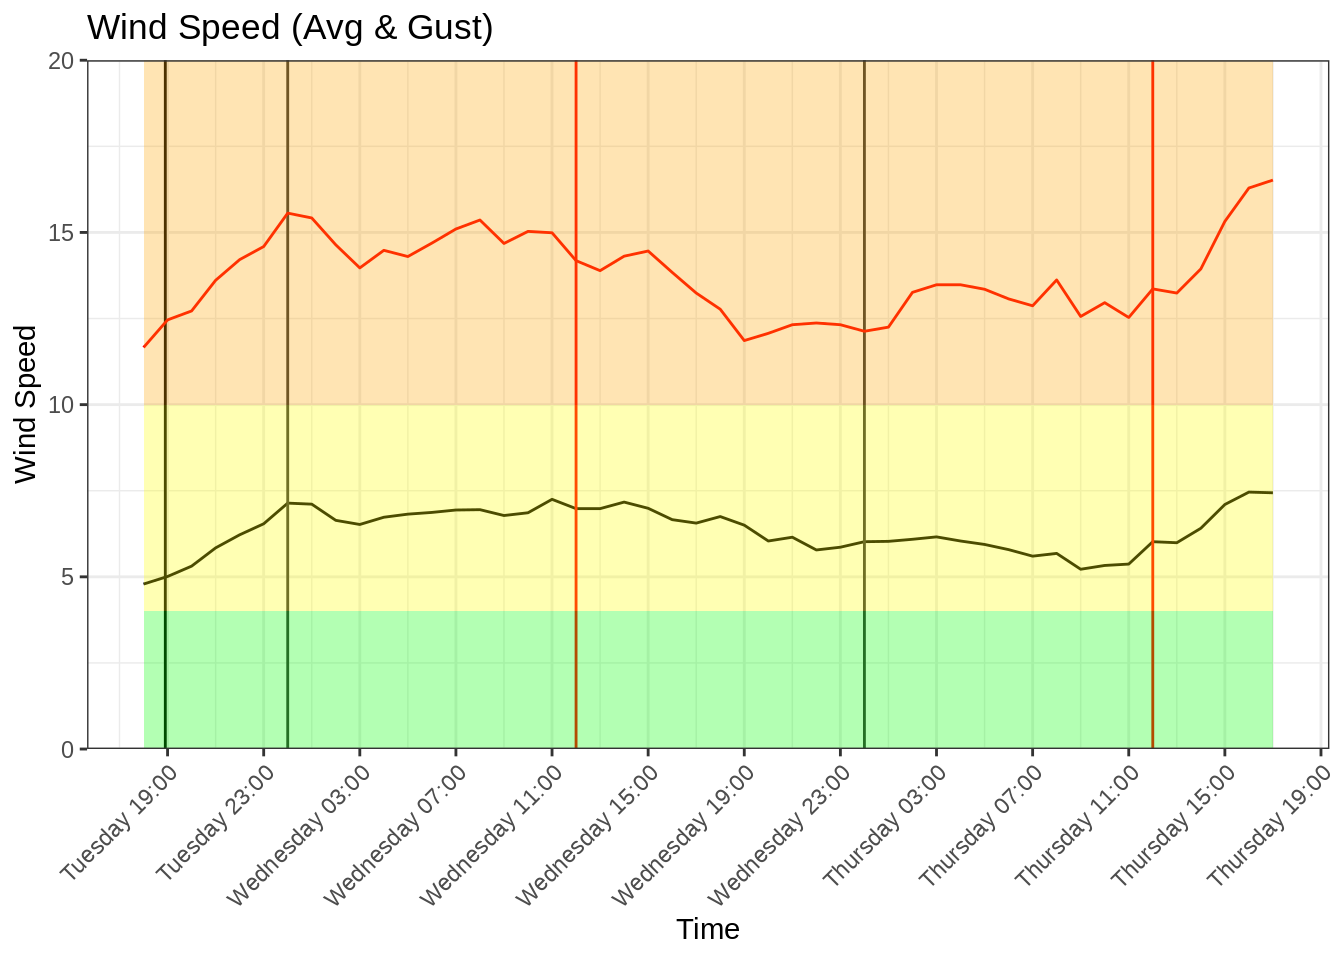 Wind Speed (Avg & Gust)
Wind Speed
20
15
10
5
0
Tuesday 19:00
Tuesday 23:00
Wednesday 03:00
Wednesday 07:00
Wednesday 11:00
Wednesday 15:00
Wednesday 19:00
Wednesday 23:00
Thursday 03:00
Thursday 07:00
Thursday 11:00
Thursday 15:00
Thursday 19:00
Time